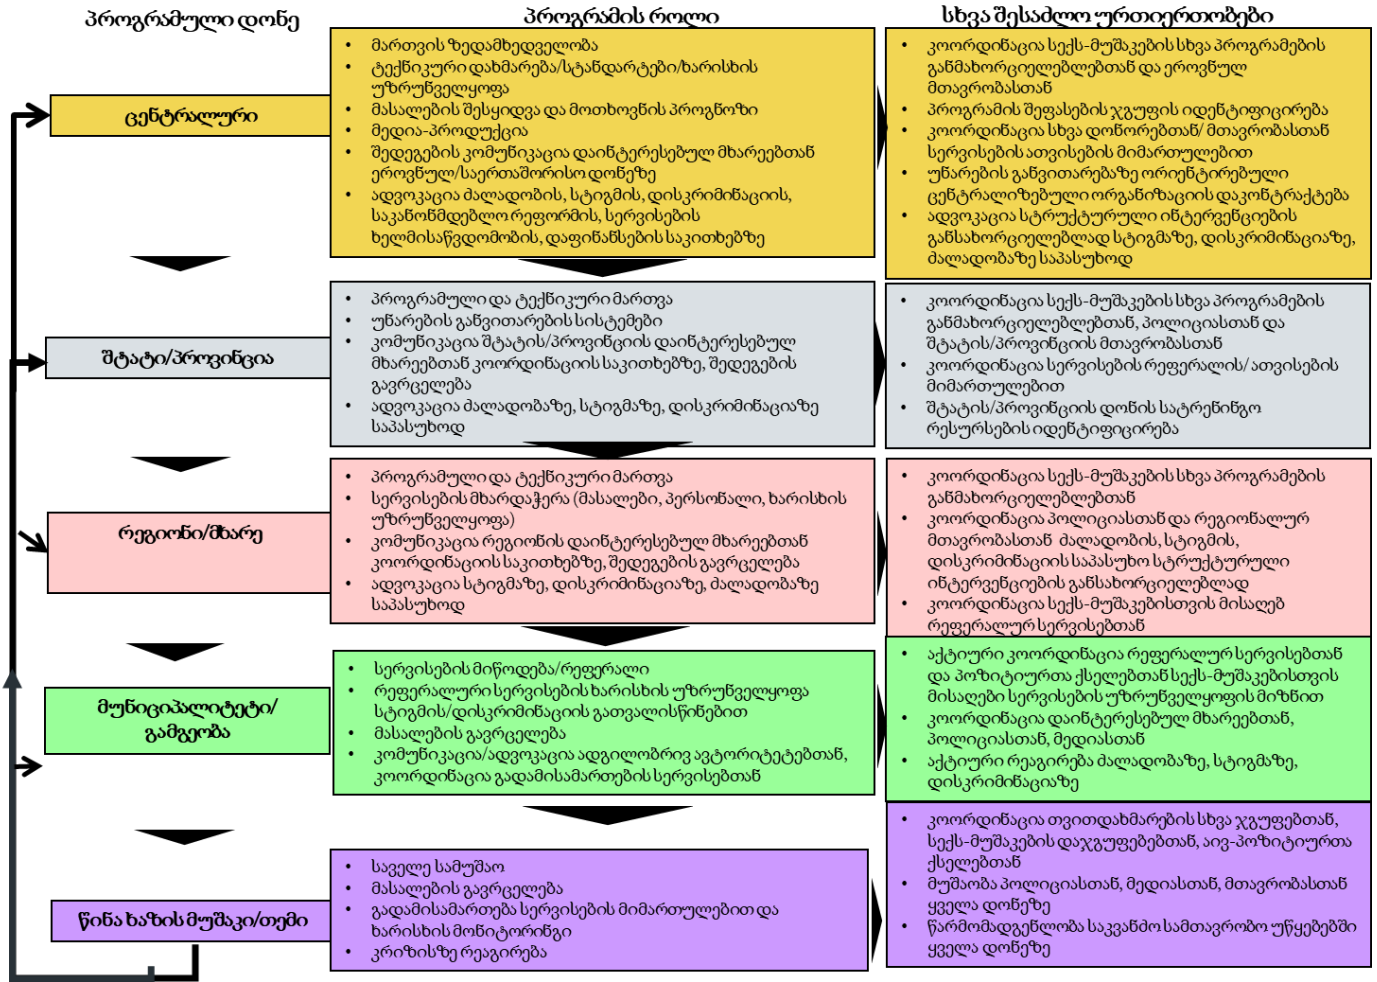 პროგრამული დონე
პროგრამის როლი
სხვა შესაძლო ურთიერთობები
ცენტრალური
• მართვის ზედამხედველობა
• ტექნიკური დახმარება/სტანდარტები/ხარისხის
უზრუნველყოფა
• მასალების შესყიდვა და მოთხოვნის პროგნოზი
• მედია-პროდუქცია
• შედეგების კომუნიკაცია დაინტერესებულ მხარეებთან
ეროვნულ/საერთაშორისო დონეზე
• ადვოკაცია ძალადობის, სტიგმის, დისკრიმინაციის,
საკანონმდებლო რეფორმის, სერვისების
ხელმისაწვდომობის, დაფინანსების საკითხებზე
• კოორდინაცია სექს-მუშაკების სხვა პროგრამების
განმახორციელებლებთან და ეროვნულ
მთავრობასთან
• პროგრამის შეფასების ჯგუფის იდენტიფიცირება
• კოორდინაცია სხვა დონორებთან/ მთავრობასთან
სერვისების ათვისების მიმართულებით
• უნარების განვითარებაზე ორიენტირებული
ცენტრალიზებული ორგანიზაციის დაკონტრაქტება
• ადვოკაცია სტრუქტურული ინტერვენციების
განსახორციელებლად სტიგმაზე, დისკრიმინაციაზე,
ძალადობაზე საპასუხოდ
შტატი/პროვინცია
• პროგრამული და ტექნიკური მართვა
• უნარების განვითარების სისტემები
• კომუნიკაცია შტატის/პროვინციის დაინტერესებულ
მხარეებთან კოორდინაციის საკითხებზე, შედეგების
გავრცელება
• ადვოკაცია ძალადობაზე, სტიგმაზე, დისკრიმინაციაზე
საპასუხოდ
• კოორდინაცია სექს-მუშაკების სხვა პროგრამების
განმახორციელებლებთან, პოლიციასთან და
შტატის/პროვინციის მთავრობასთან
• კოორდინაცია სერვისების რეფერალის/ ათვისების
მიმართულებით
• შტატის/პროვინციის დონის სატრენინგო
რესურსების იდენტიფიცირება
რეგიონი/მხარე
• პროგრამული და ტექნიკური მართვა
• სერვისების მხარდაჭერა (მასალები, პერსონალი, ხარისხის
უზრუნველყოფა)
• კომუნიკაცია რეგიონის დაინტერესებულ მხარეებთან
კოორდინაციის საკითხებზე, შედეგების გავრცელება
• ადვოკაცია სტიგმაზე, დისკრიმინაციაზე, ძალადობაზე
საპასუხოდ
• კოორდინაცია სექს-მუშაკების სხვა პროგრამების
განმახორციელებლებთან
• კოორდინაცია პოლიციასთან და რეგიონალურ
მთავრობასთან ძალადობის, სტიგმის,
დისკრიმინაციის საპასუხო სტრუქტურული
ინტერვენციების განსახორციელებლად
• კოორდინაცია სექს-მუშაკებისთვის მისაღებ
რეფერალურ სერვისებთან
მუნიციპალიტეტი/
გამგეობა
• სერვისების მიწოდება/რეფერალი
• რეფერალური სერვისების ხარისხის უზრუნველყოფა
სტიგმის/დისკრიმინაციის გათვალისწინებით
• მასალების გავრცელება
• კომუნიკაცია/ადვოკაცია ადგილობრივ ავტორიტეტებთან,
კოორდინაცია გადამისამართების სერვისებთან
• აქტიური კოორდინაცია რეფერალურ სერვისებთან
და პოზიტიურთა ქსელებთან სექს-მუშაკებისთვის
მისაღები სერვისების უზრუნველყოფის მიზნით
• კოორდინაცია დაინტერესებულ მხარეებთან,
პოლიციასთან, მედიასთან
• აქტიური რეაგირება ძალადობაზე, სტიგმაზე,
დისკრიმინაციაზე
წინა ხაზის მუშაკი/თემი
• საველე სამუშაო
• მასალების გავრცელება
• გადამისამართება სერვისების მიმართულებით და
ხარისხის მონიტორინგი
• კრიზისზე რეაგირება
• კოორდინაცია თვითდახმარების სხვა ჯგუფებთან,
სექს-მუშაკების დაჯგუფებებთან, აივ-პოზიტიურთა
ქსელებთან
• მუშაობა პოლიციასთან, მედიასთან, მთავრობასთან
ყველა დონეზე
• წარმომადგენლობა საკვანძო სამთავრობო უწყებებში
ყველა დონეზე